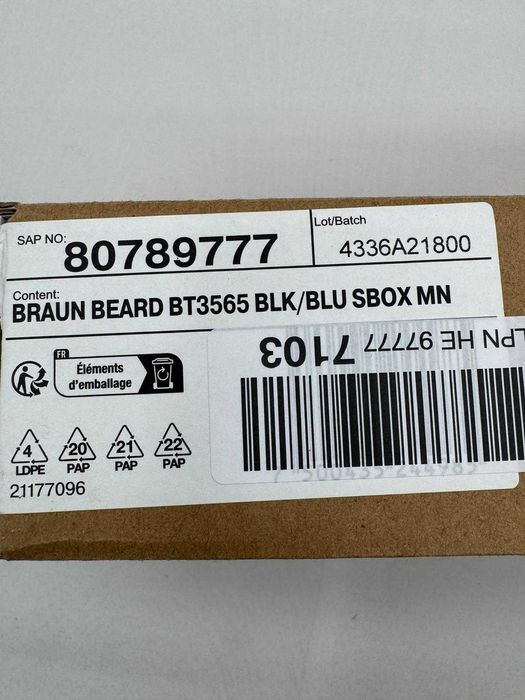 SAP NO: 80789777
Lot/Batch
4336A21800
Content:
BRAUN BEARD BT3565 BLK/BLU SBOX MN
FR
Éléments
d'emballage
LPN HE 97777 7103
4
LDPE
20
PAP
21
PAP
22
PAP
21177096